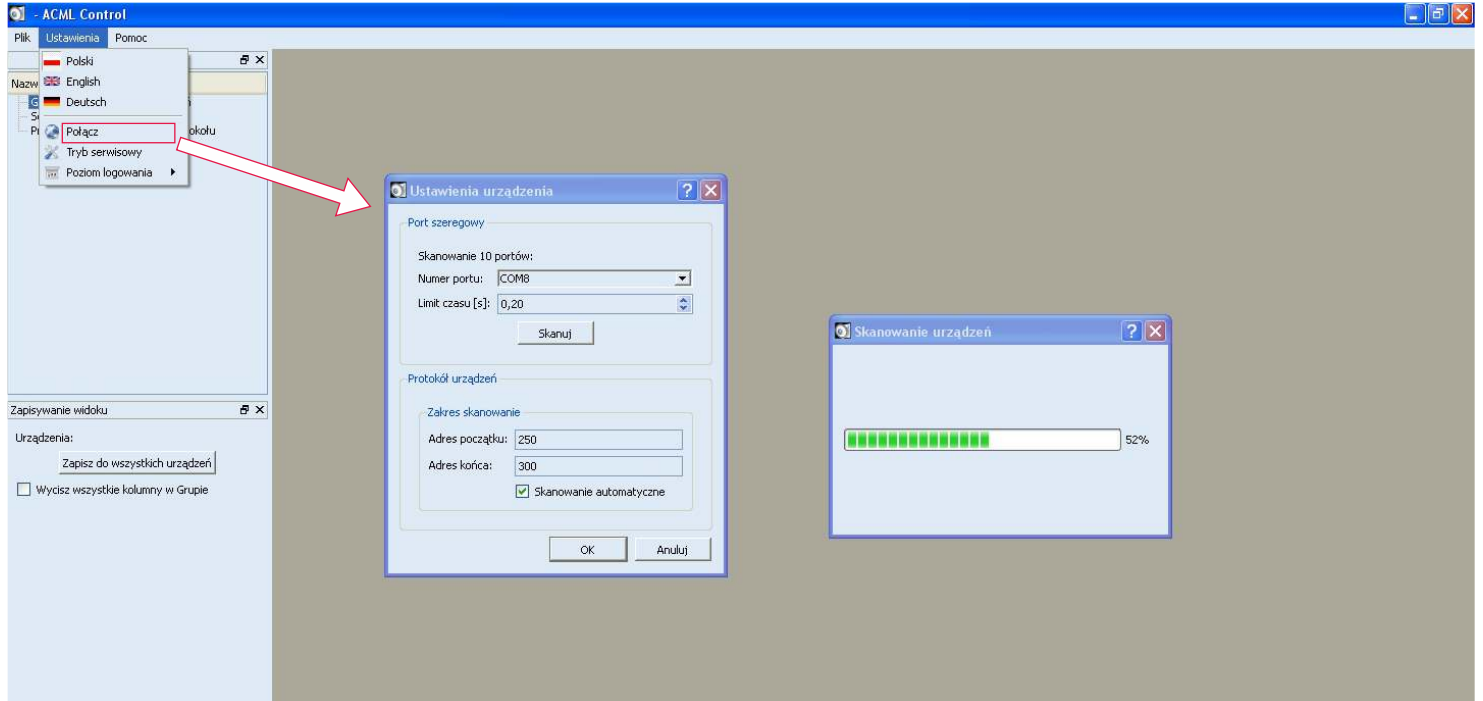 - ACML Control
Plik Ustawienia Pomoc
Polski
English
Deutsch
Połącz
Tryb serwisowy
Poziom logowania
Zapisywanie widoku
Urządzenia:
Zapisz do wszystkich urządzeń
Wycisz wszystkie kolumny w Grupie
Ustawienia urządzenia
Port szeregowy
Skanowanie 10 portów:
Numer portu: COM8
Limit czasu [s]: 0,20
Skanuj
Protokół urządzeń
Zakres skanowanie
Adres początku: 250
Adres końca: 300
Skanowanie automatyczne
OK Anuluj
Skanowanie urządzeń
52%